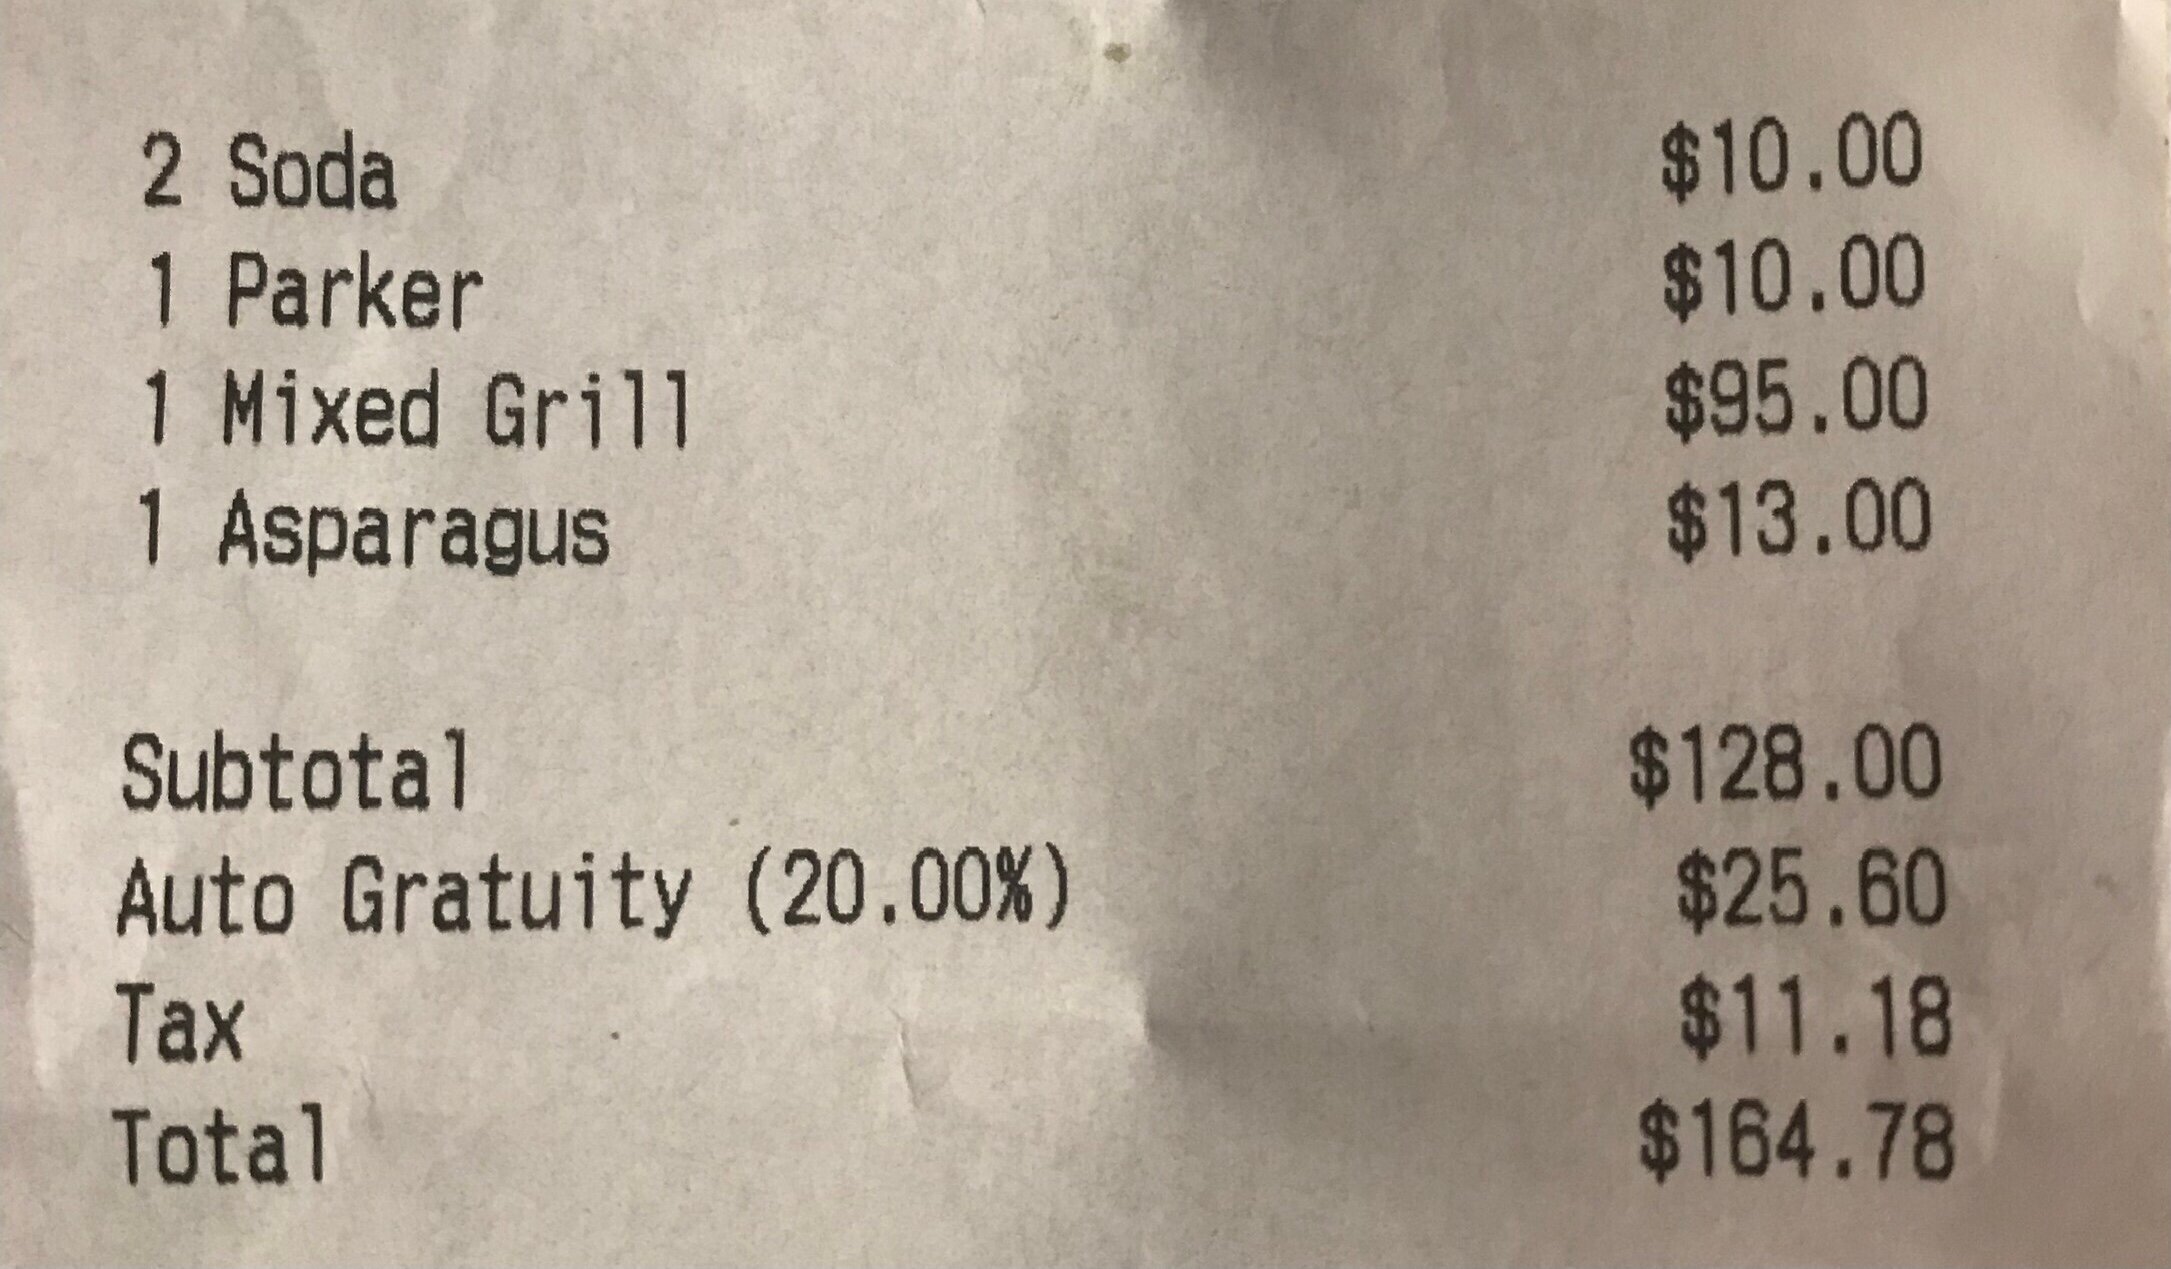 2 Soda $10.00
1 Parker $10.00
1 Mixed Grill $95.00
1 Asparagus $13.00
Subtotal $128.00
Auto Gratuity (20.00%) $25.60
Tax $11.18
Total $164.78